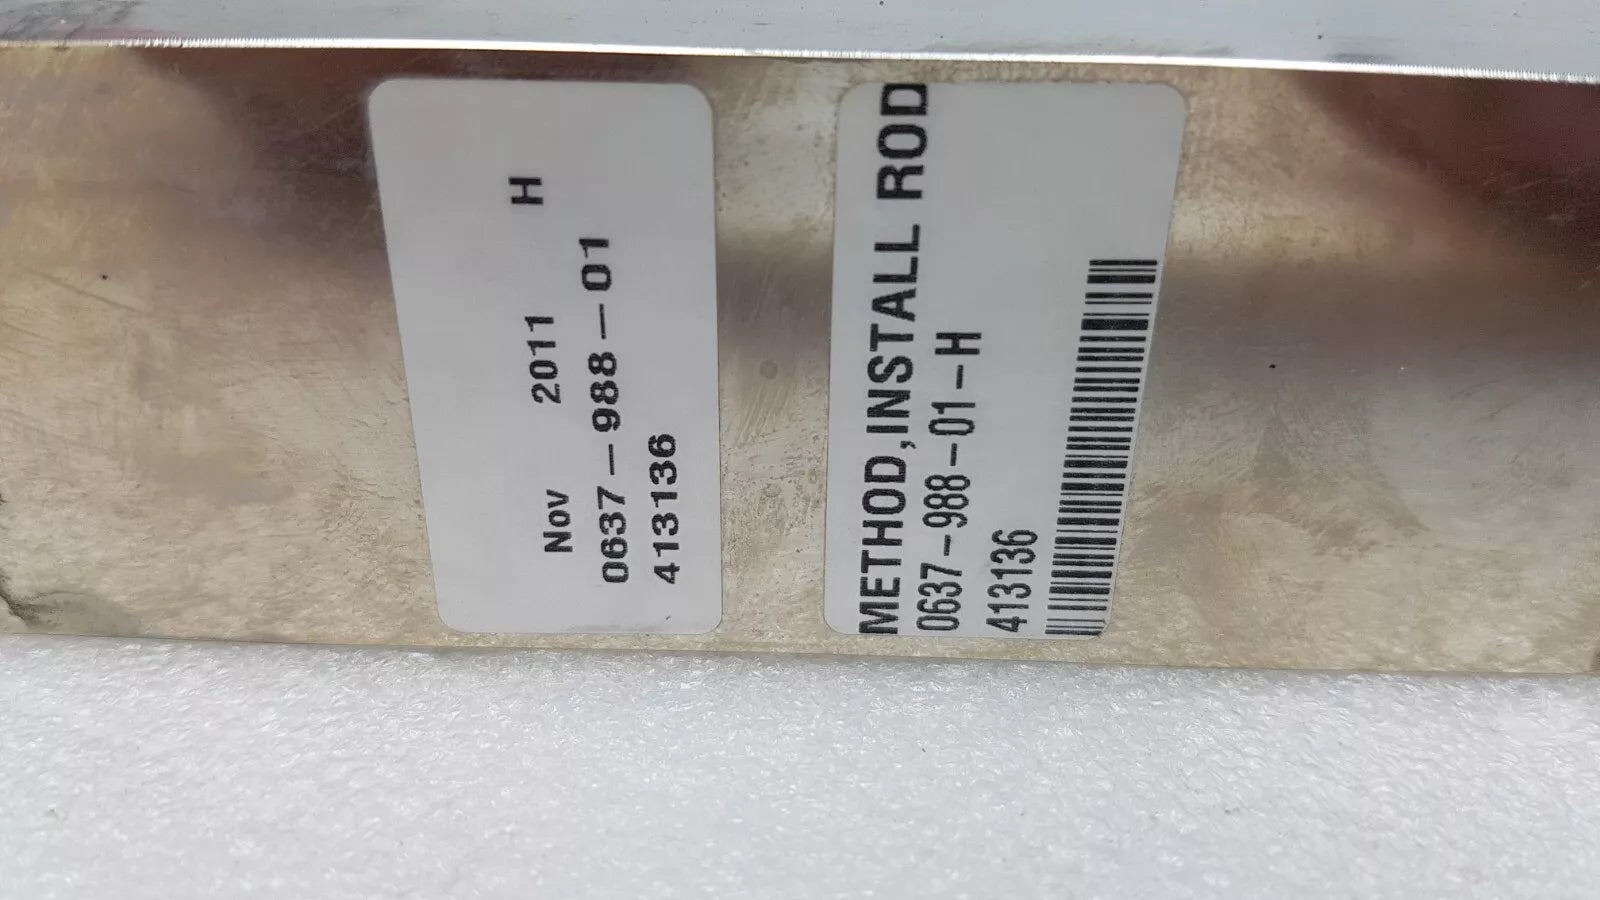 Nov 2011 H
0637-988-01
413136
METHOD,INSTALL ROD
0637-988-01-H
413136